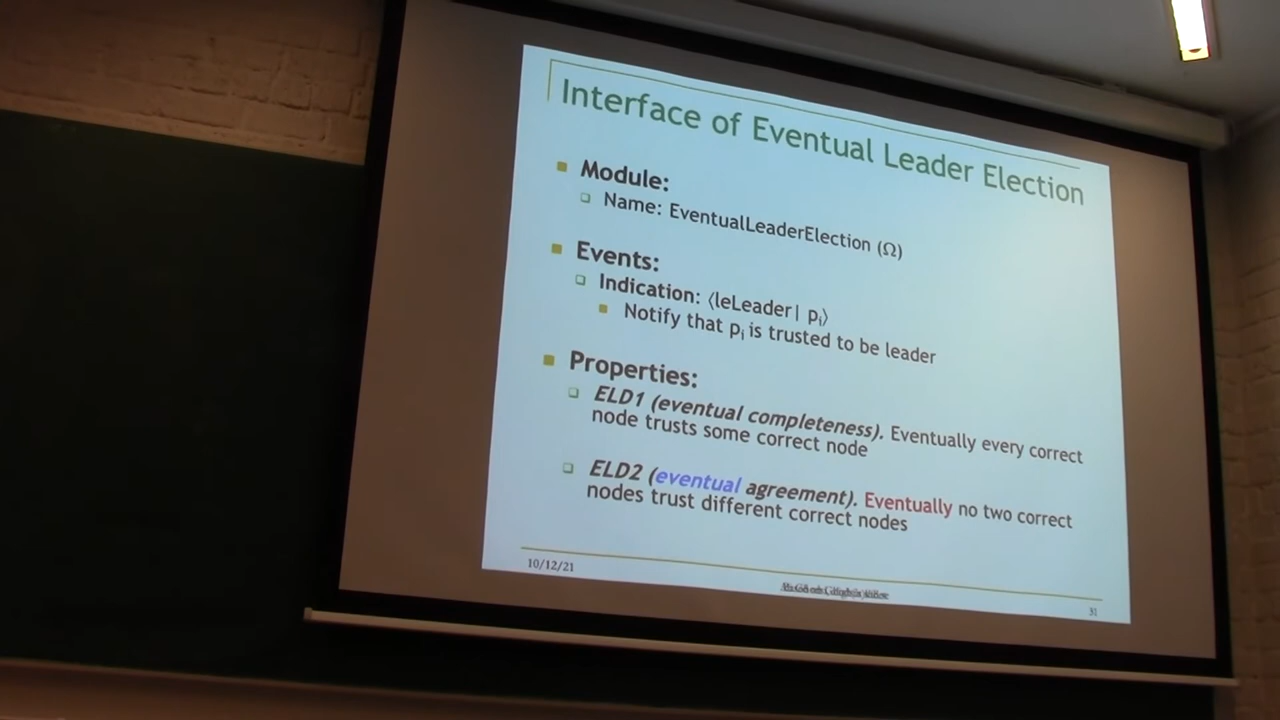 Interface of Eventual Leader Election
Module:
Name: EventualLeaderElection (Ω)
Events:
Indication: ⟨leLeader| pᵢ⟩
Notify that pᵢ is trusted to be leader
Properties:
ELD1 (eventual completeness). Eventually every correct
node trusts some correct node
ELD2 (eventual agreement). Eventually no two correct
nodes trust different correct nodes
10/12/21
31